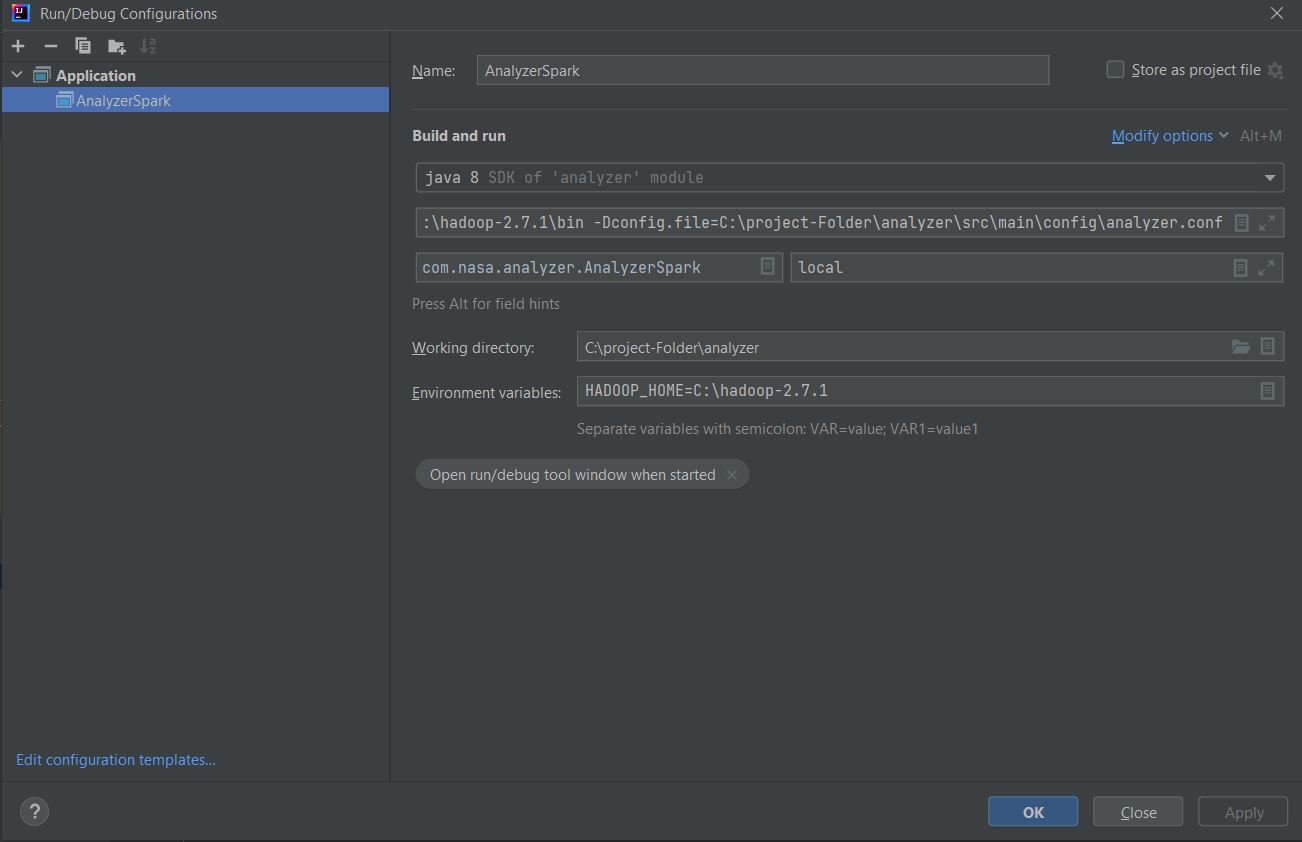 Run/Debug Configurations
Application
AnalyzerSpark
Edit configuration templates...
Name: AnalyzerSpark Store as project file
Build and run Modify options Alt+M
java 8 SDK of 'analyzer' module
:\hadoop-2.7.1\bin -Dconfig.file=C:\project-Folder\analyzer\src\main\config\analyzer.conf
com.nasa.analyzer.AnalyzerSpark local
Press Alt for field hints
Working directory: C:\project-Folder\analyzer
Environment variables: HADOOP_HOME=C:\hadoop-2.7.1
Separate variables with semicolon: VAR=value; VAR1=value1
Open run/debug tool window when started
? OK Close Apply